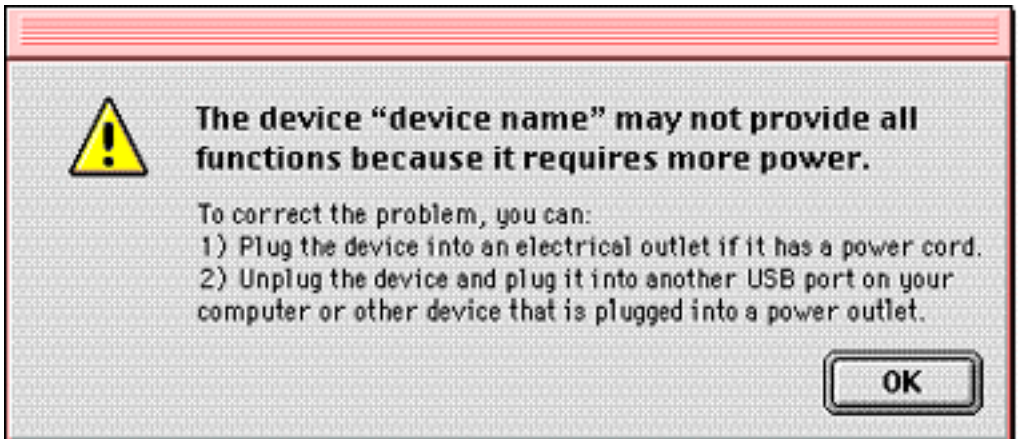 The device “device name” may not provide all
functions because it requires more power.
To correct the problem, you can:
1) Plug the device into an electrical outlet if it has a power cord.
2) Unplug the device and plug it into another USB port on your
computer or other device that is plugged into a power outlet.
OK